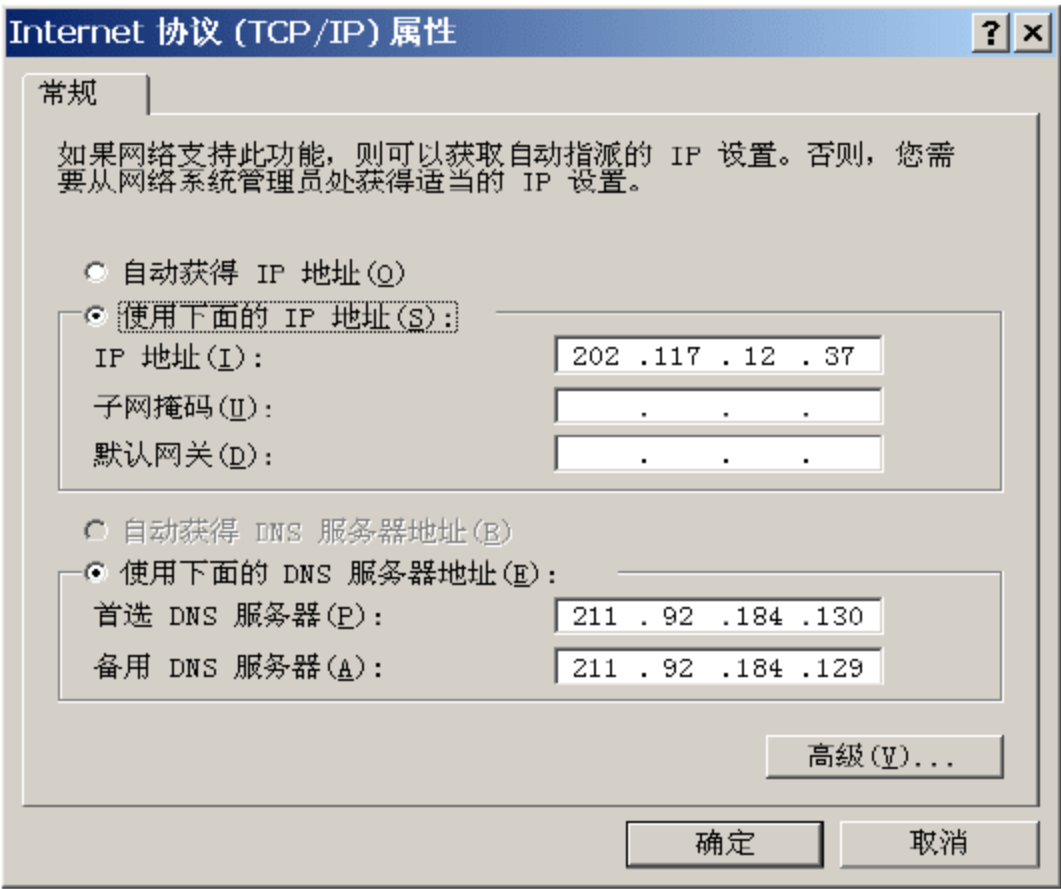 Internet 协议 (TCP/IP) 属性
常规
如果网络支持此功能，则可以获取自动指派的 IP 设置。否则，您需
要从网络系统管理员处获得适当的 IP 设置。
自动获得 IP 地址(O)
使用下面的 IP 地址(S):
IP 地址(I): 202 .117 . 12 . 37
子网掩码(U): . . .
默认网关(D): . . .
自动获得 DNS 服务器地址(B)
使用下面的 DNS 服务器地址(E):
首选 DNS 服务器(P): 211 . 92 .184 .130
备用 DNS 服务器(A): 211 . 92 .184 .129
高级(V)...
确定 取消